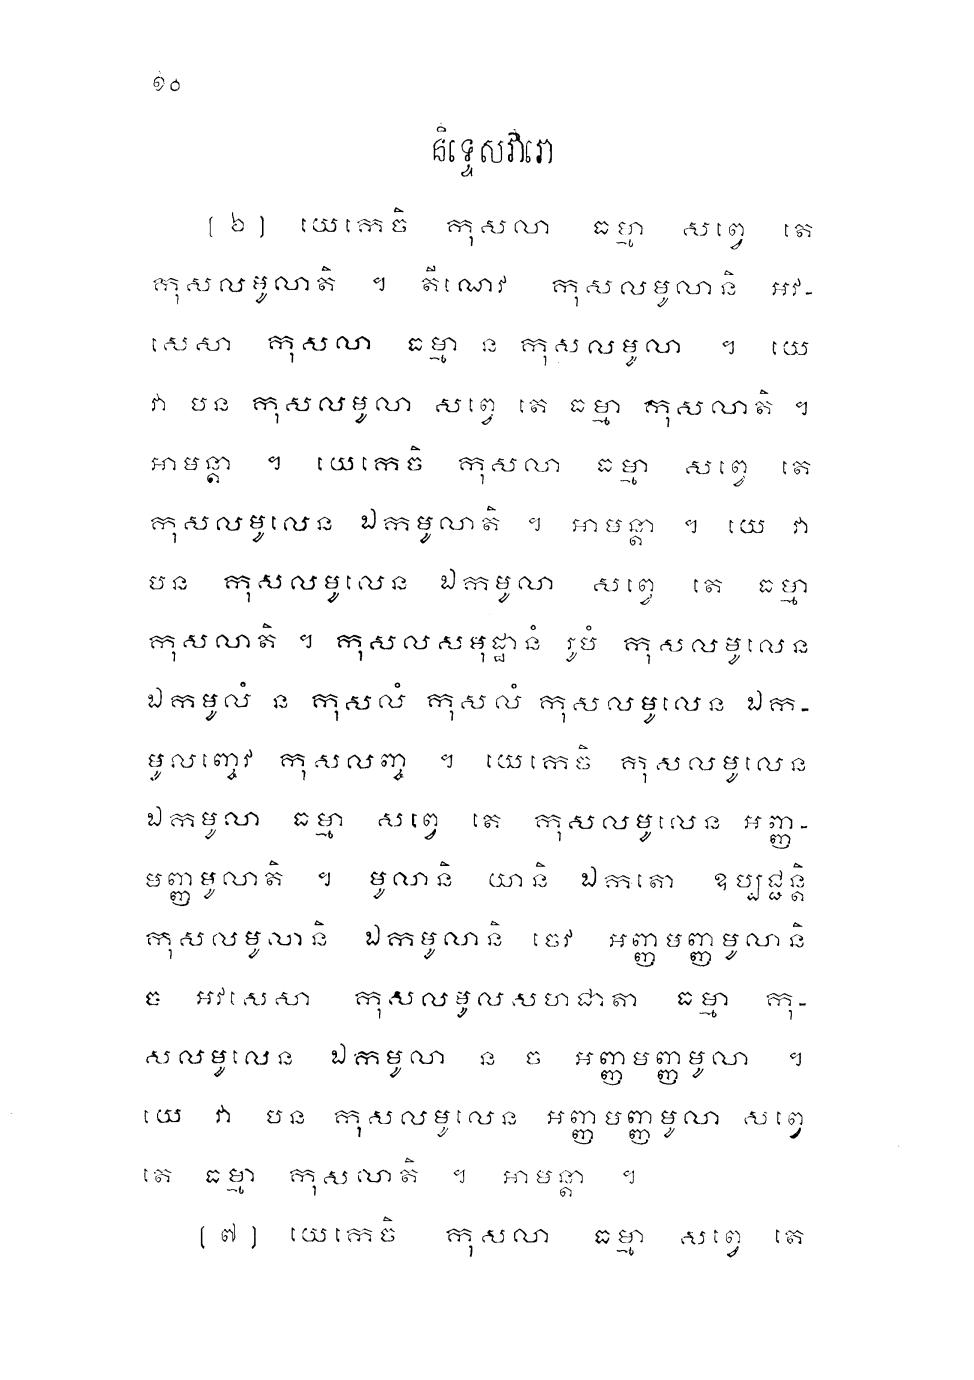 ១០
និទ្ទេសវារោ
[ ៦ ] យេកេចិ កុសលា ធម្មា សព្វេ តេ
កុសលមូលាតិ ។ តីណេវ កុសលមូលានិ អវ-
សេសា កុសលា ធម្មា ន កុសលមូលា ។ យេ
វា បន កុសលមូលា សព្វេ តេ ធម្មា កុសលាតិ ។
អាមន្តា ។ យេកេចិ កុសលា ធម្មា សព្វេ តេ
កុសលមូលេន ឯកមូលាតិ ។ អាមន្តា ។ យេ វា
បន កុសលមូលេន ឯកមូលា សព្វេ តេ ធម្មា
កុសលាតិ ។ កុសលសមុដ្ឋានំ រូបំ កុសលមូលេន
ឯកមូលំ ន កុសលំ កុសលំ កុសលមូលេន ឯក-
មូលញ្ចេវ កុសលញ្ច ។ យេកេចិ កុសលមូលេន
ឯកមូលា ធម្មា សព្វេ តេ កុសលមូលេន អញ្ញ-
មញ្ញមូលាតិ ។ មូលានិ យានិ ឯកតោ ឧប្បជ្ជន្តិ
កុសលមូលានិ ឯកមូលានិ ចេវ អញ្ញមញ្ញមូលានិ
ច អវសេសា កុសលមូលសហជាតា ធម្មា កុ-
សលមូលេន ឯកមូលា ន ច អញ្ញមញ្ញមូលា ។
យេ វា បន កុសលមូលេន អញ្ញមញ្ញមូលា សព្វេ
តេ ធម្មា កុសលាតិ ។ អាមន្តា ។
[ ៧ ] យេកេចិ កុសលា ធម្មា សព្វេ តេ